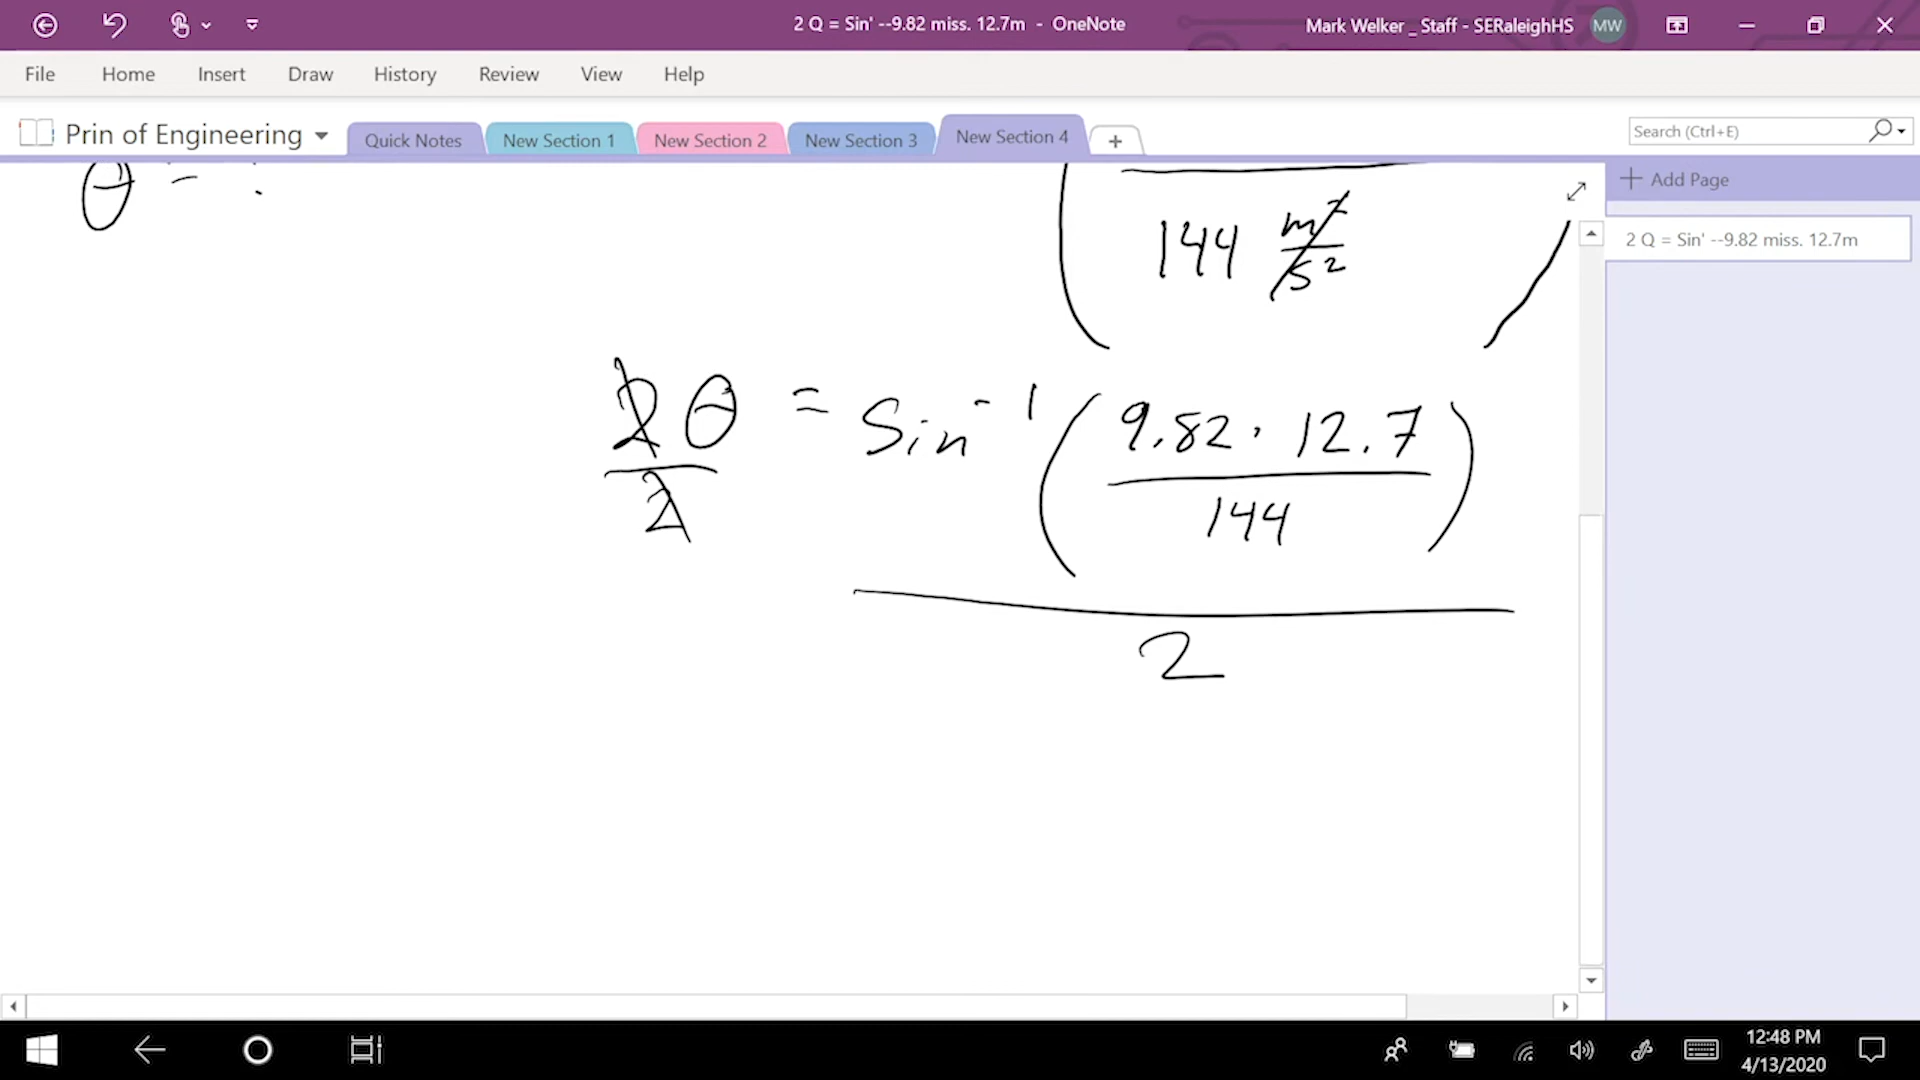 2 Q = Sin' --9.82 miss. 12.7m - OneNote
Mark Welker _ Staff - SERaleighHS MW
File Home Insert Draw History Review View Help
Prin of Engineering Quick Notes New Section 1 New Section 2 New Section 3 New Section 4 +
Search (Ctrl+E)
Add Page
2 Q = Sin' --9.82 miss. 12.7m
θ = ?
144 m²/s²
2θ/2 = Sin⁻¹(9.82 · 12.7/144)
2
12:48 PM
4/13/2020